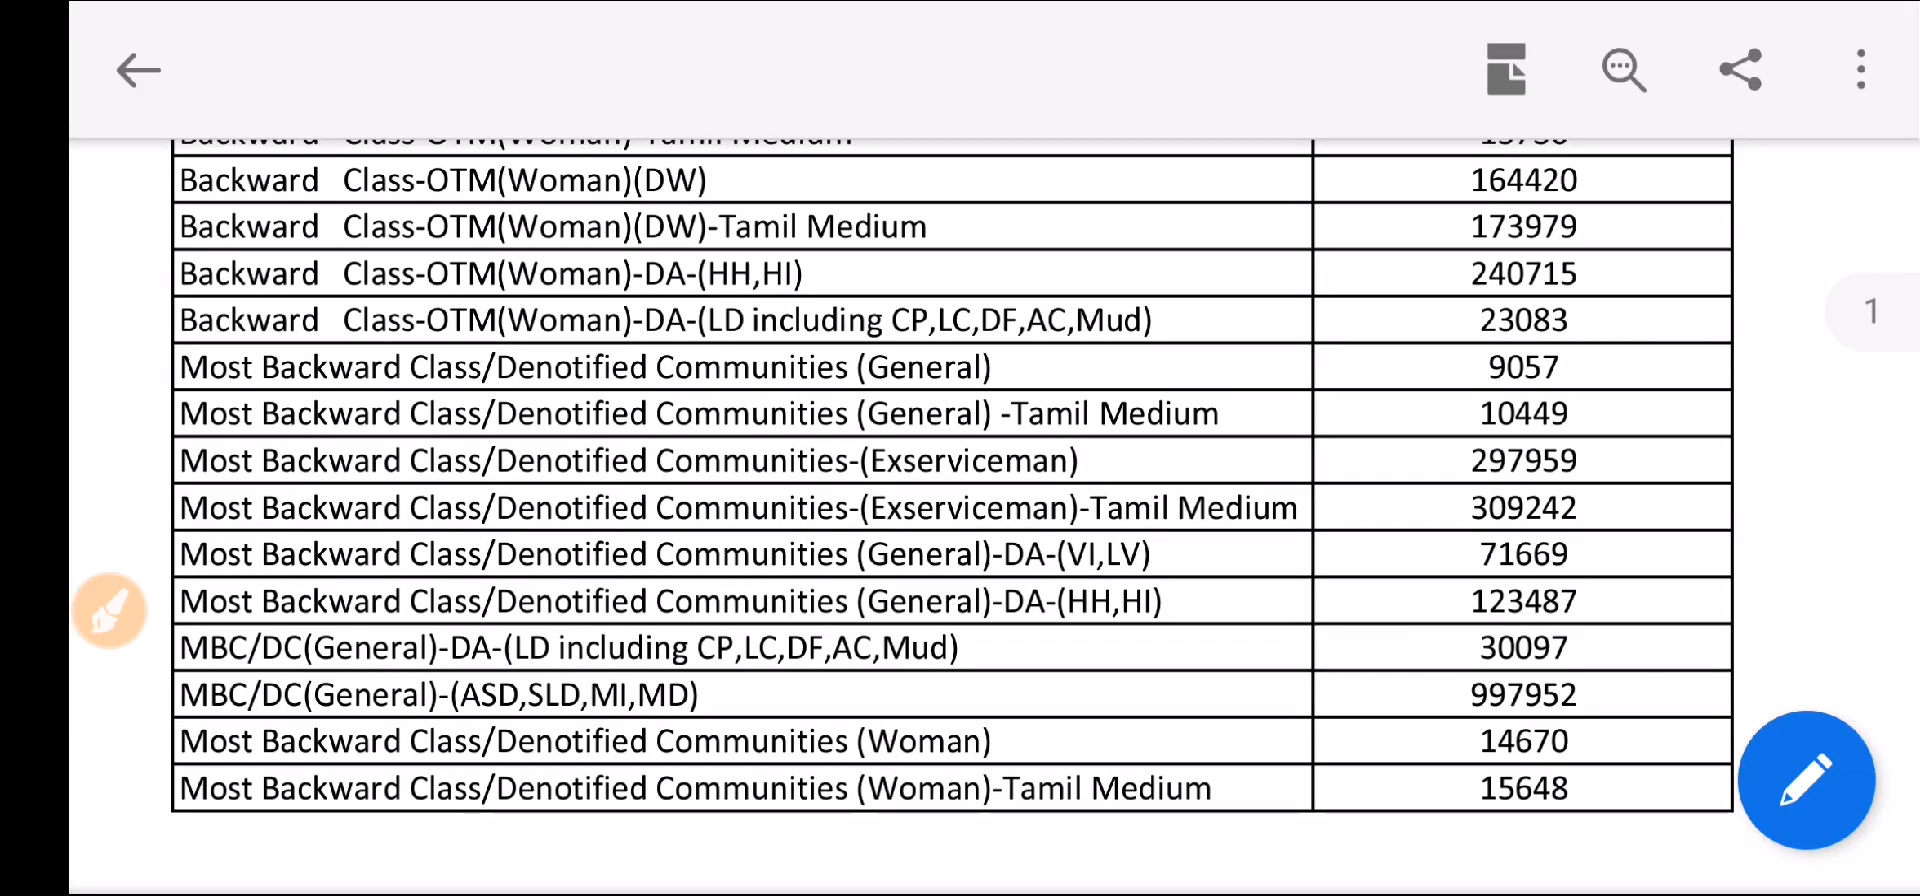 Backward Class-OTM(Woman)(DW) 164420
Backward Class-OTM(Woman)(DW)-Tamil Medium 173979
Backward Class-OTM(Woman)-DA-(HH,HI) 240715
Backward Class-OTM(Woman)-DA-(LD including CP,LC,DF,AC,Mud) 23083
Most Backward Class/Denotified Communities (General) 9057
Most Backward Class/Denotified Communities (General) -Tamil Medium 10449
Most Backward Class/Denotified Communities-(Exserviceman) 297959
Most Backward Class/Denotified Communities-(Exserviceman)-Tamil Medium 309242
Most Backward Class/Denotified Communities (General)-DA-(VI,LV) 71669
Most Backward Class/Denotified Communities (General)-DA-(HH,HI) 123487
MBC/DC(General)-DA-(LD including CP,LC,DF,AC,Mud) 30097
MBC/DC(General)-(ASD,SLD,MI,MD) 997952
Most Backward Class/Denotified Communities (Woman) 14670
Most Backward Class/Denotified Communities (Woman)-Tamil Medium 15648
1